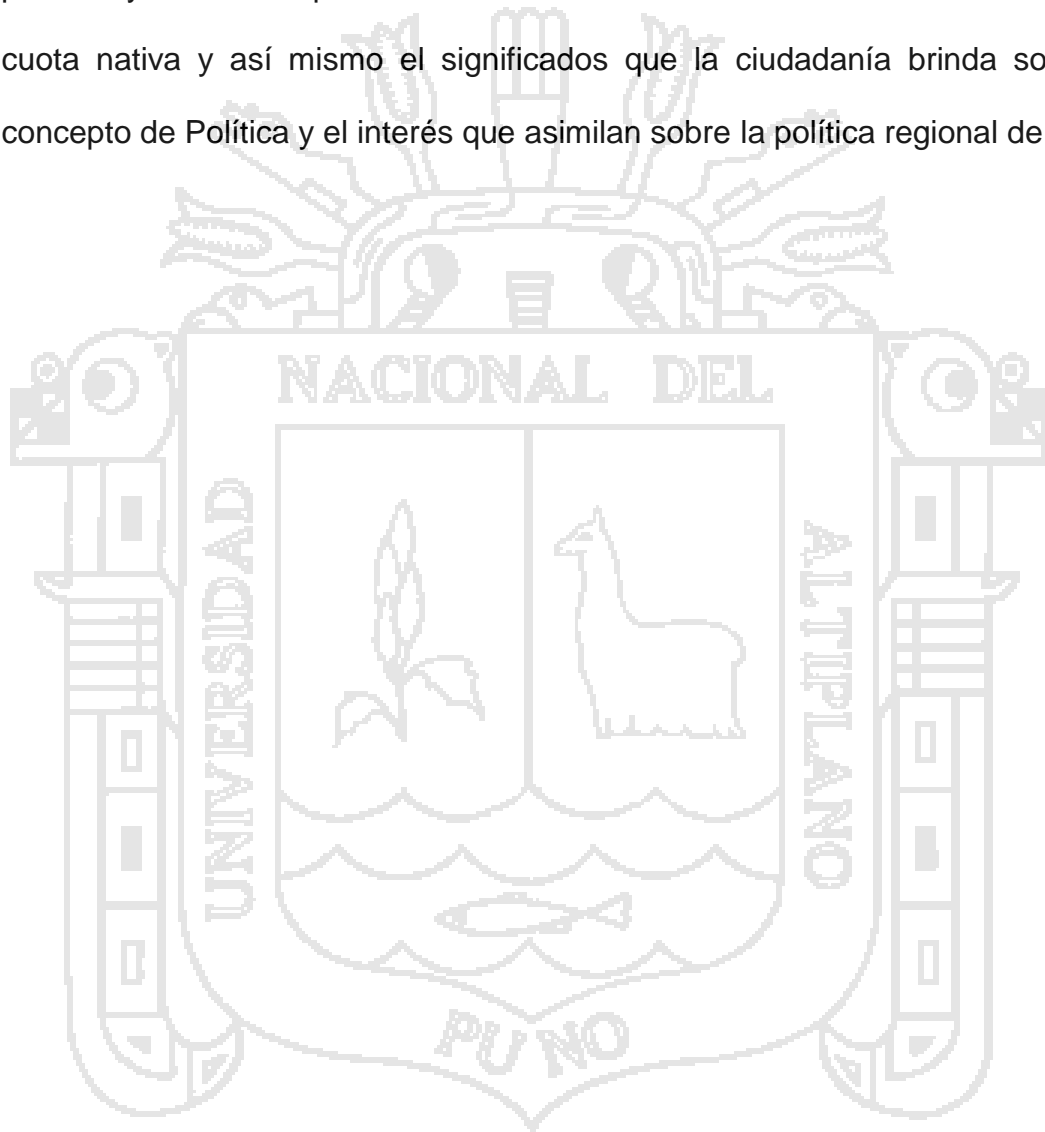 cuota nativa y así mismo el significados que la ciudadanía brinda
concepto de Política y el interés que asimilan sobre la política regional de
NACIONAL DEL
UNIVERSIDAD
ALTIPLANO
PUNO